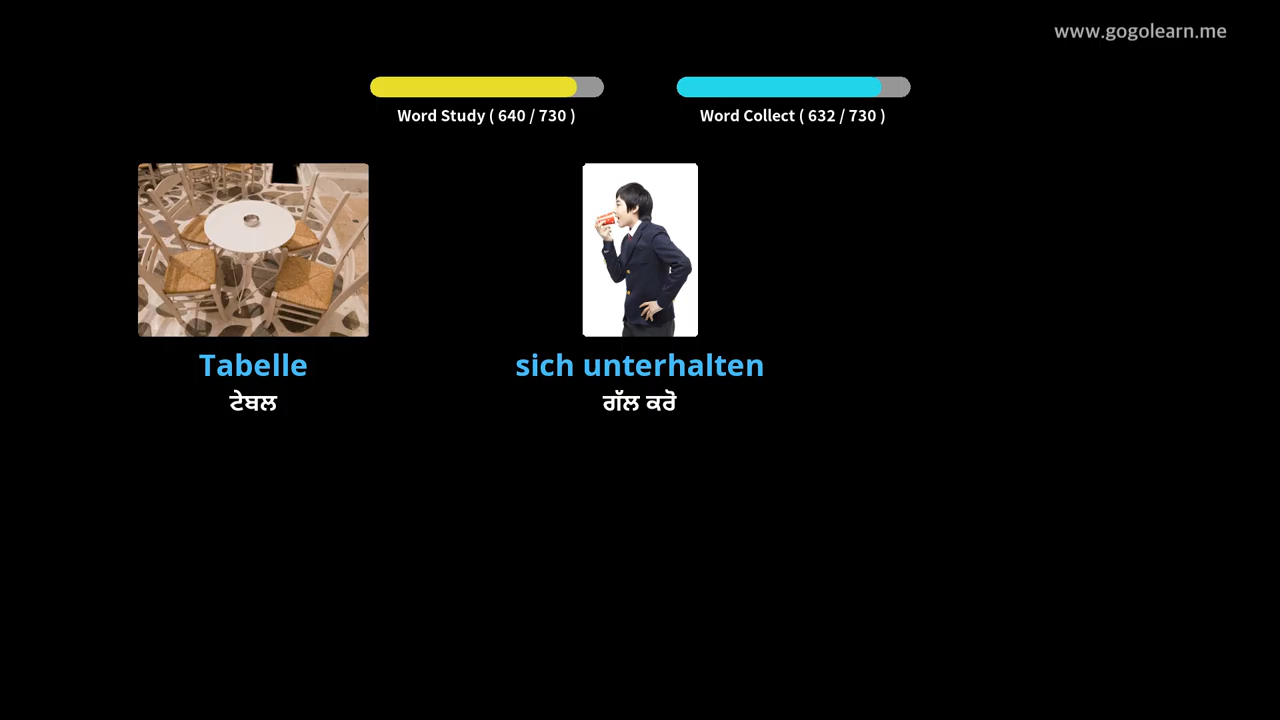 www.gogolearn.me
Word Study ( 640 / 730 )
Word Collect ( 632 / 730 )
Tabelle
ਟੇਬਲ
sich unterhalten
ਗੱਲ ਕਰੋ